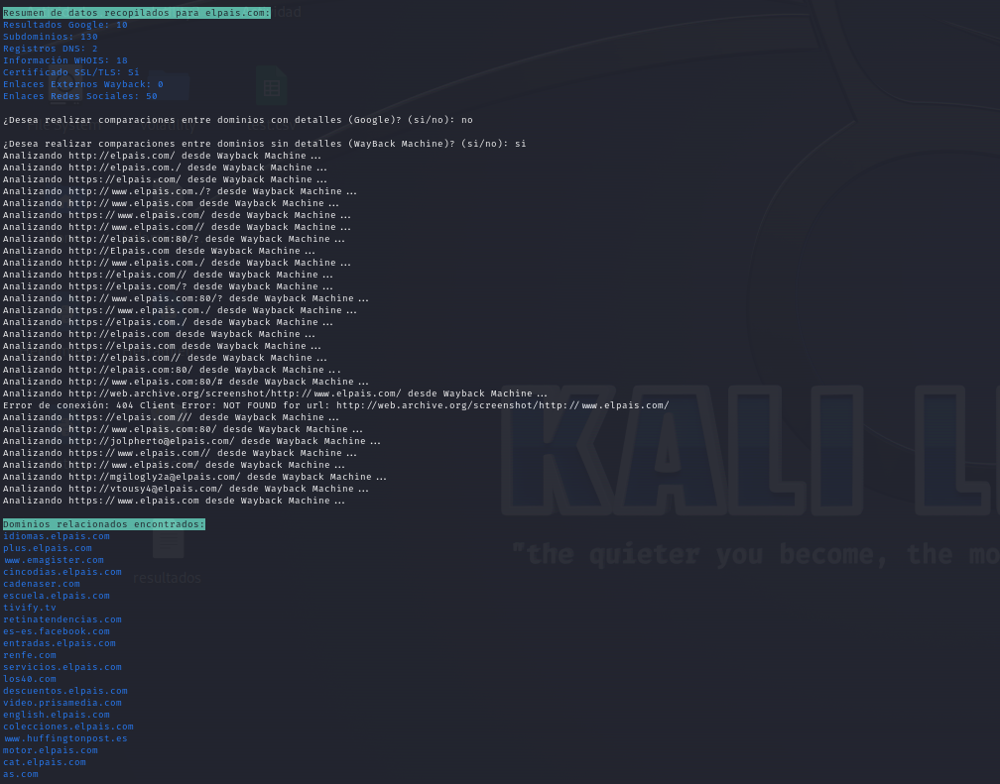 Resumen de datos recopilados para elpais.com:
Resultados Google: 10
Subdominios: 130
Registros DNS: 2
Información WHOIS: 18
Certificado SSL/TLS: Sí
Enlaces Externos Wayback: 0
Enlaces Redes Sociales: 50
¿Desea realizar comparaciones entre dominios con detalles (Google)? (si/no): no
¿Desea realizar comparaciones entre dominios sin detalles (WayBack Machine)? (si/no): si
Analizando http://elpais.com/ desde Wayback Machine...
Analizando http://elpais.com./ desde Wayback Machine...
Analizando https://elpais.com/ desde Wayback Machine...
Analizando http://www.elpais.com./? desde Wayback Machine...
Analizando http://www.elpais.com desde Wayback Machine...
Analizando https://www.elpais.com/ desde Wayback Machine...
Analizando http://www.elpais.com// desde Wayback Machine...
Analizando http://elpais.com:80/? desde Wayback Machine...
Analizando http://Elpais.com desde Wayback Machine...
Analizando http://www.elpais.com./ desde Wayback Machine...
Analizando https://elpais.com// desde Wayback Machine...
Analizando https://elpais.com/? desde Wayback Machine...
Analizando http://www.elpais.com:80/? desde Wayback Machine...
Analizando https://www.elpais.com./ desde Wayback Machine...
Analizando https://elpais.com./ desde Wayback Machine...
Analizando http://elpais.com desde Wayback Machine...
Analizando https://elpais.com desde Wayback Machine...
Analizando http://elpais.com// desde Wayback Machine...
Analizando http://elpais.com:80/ desde Wayback Machine...
Analizando http://www.elpais.com:80/# desde Wayback Machine...
Analizando http://web.archive.org/screenshot/http://www.elpais.com/ desde Wayback Machine...
Error de conexión: 404 Client Error: NOT FOUND for url: http://web.archive.org/screenshot/http://www.elpais.com/
Analizando https://elpais.com/// desde Wayback Machine...
Analizando http://www.elpais.com:80/ desde Wayback Machine...
Analizando http://jolpherto@elpais.com/ desde Wayback Machine...
Analizando https://www.elpais.com// desde Wayback Machine...
Analizando http://www.elpais.com/ desde Wayback Machine...
Analizando http://mgilogly2a@elpais.com/ desde Wayback Machine...
Analizando http://vtousy4@elpais.com/ desde Wayback Machine...
Analizando https://www.elpais.com desde Wayback Machine...
Dominios relacionados encontrados:
idiomas.elpais.com
plus.elpais.com
www.emagister.com
cincodias.elpais.com
cadenaser.com
escuela.elpais.com
tivify.tv
retinatendencias.com
es-es.facebook.com
entradas.elpais.com
renfe.com
servicios.elpais.com
los40.com
descuentos.elpais.com
video.prisamedia.com
english.elpais.com
colecciones.elpais.com
www.huffingtonpost.es
motor.elpais.com
cat.elpais.com
as.com
KALI LI
"the quieter you become, the mo
resultados